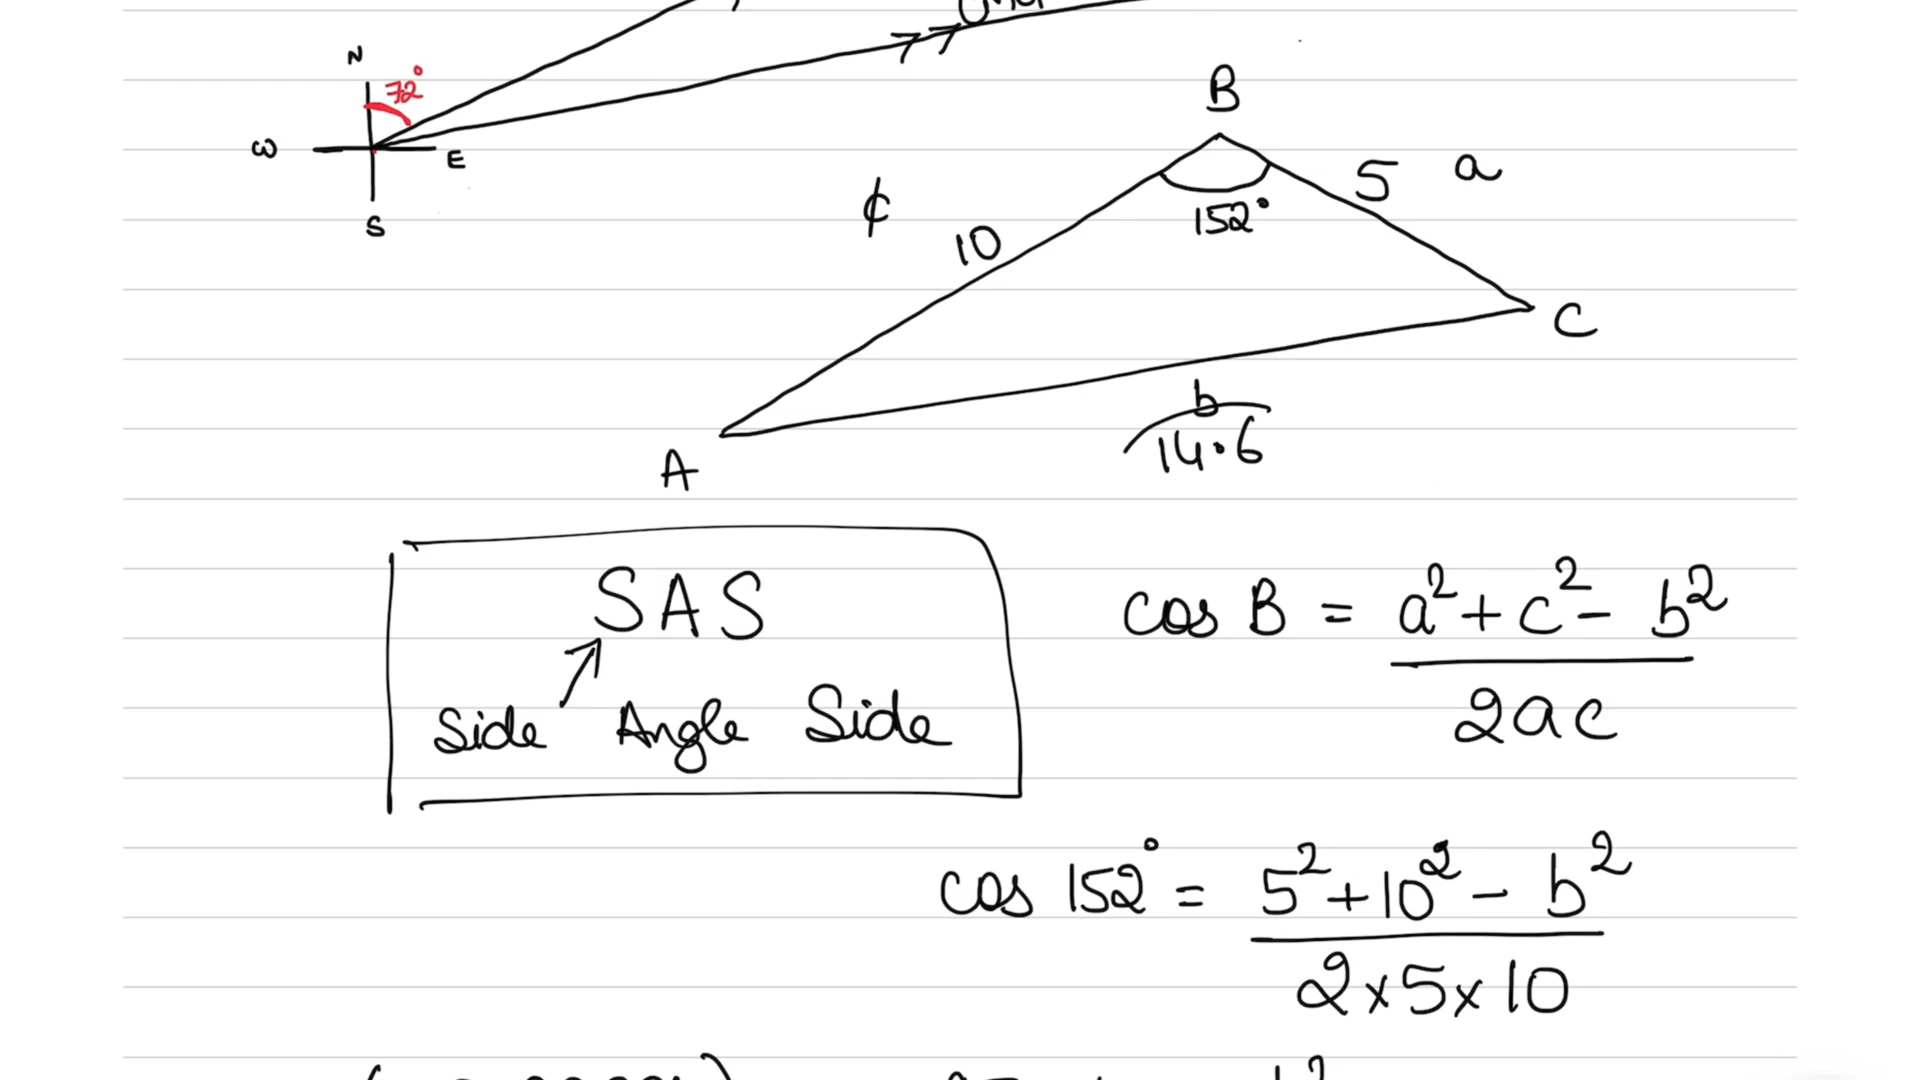 N
72°
W
E
S
B
5 a
152°
¢
10
C
b
14.6
A
SAS
Side Angle Side
cos B = a² + c² - b²
2ac
cos 152° = 5² + 10² - b²
2 x 5 x 10